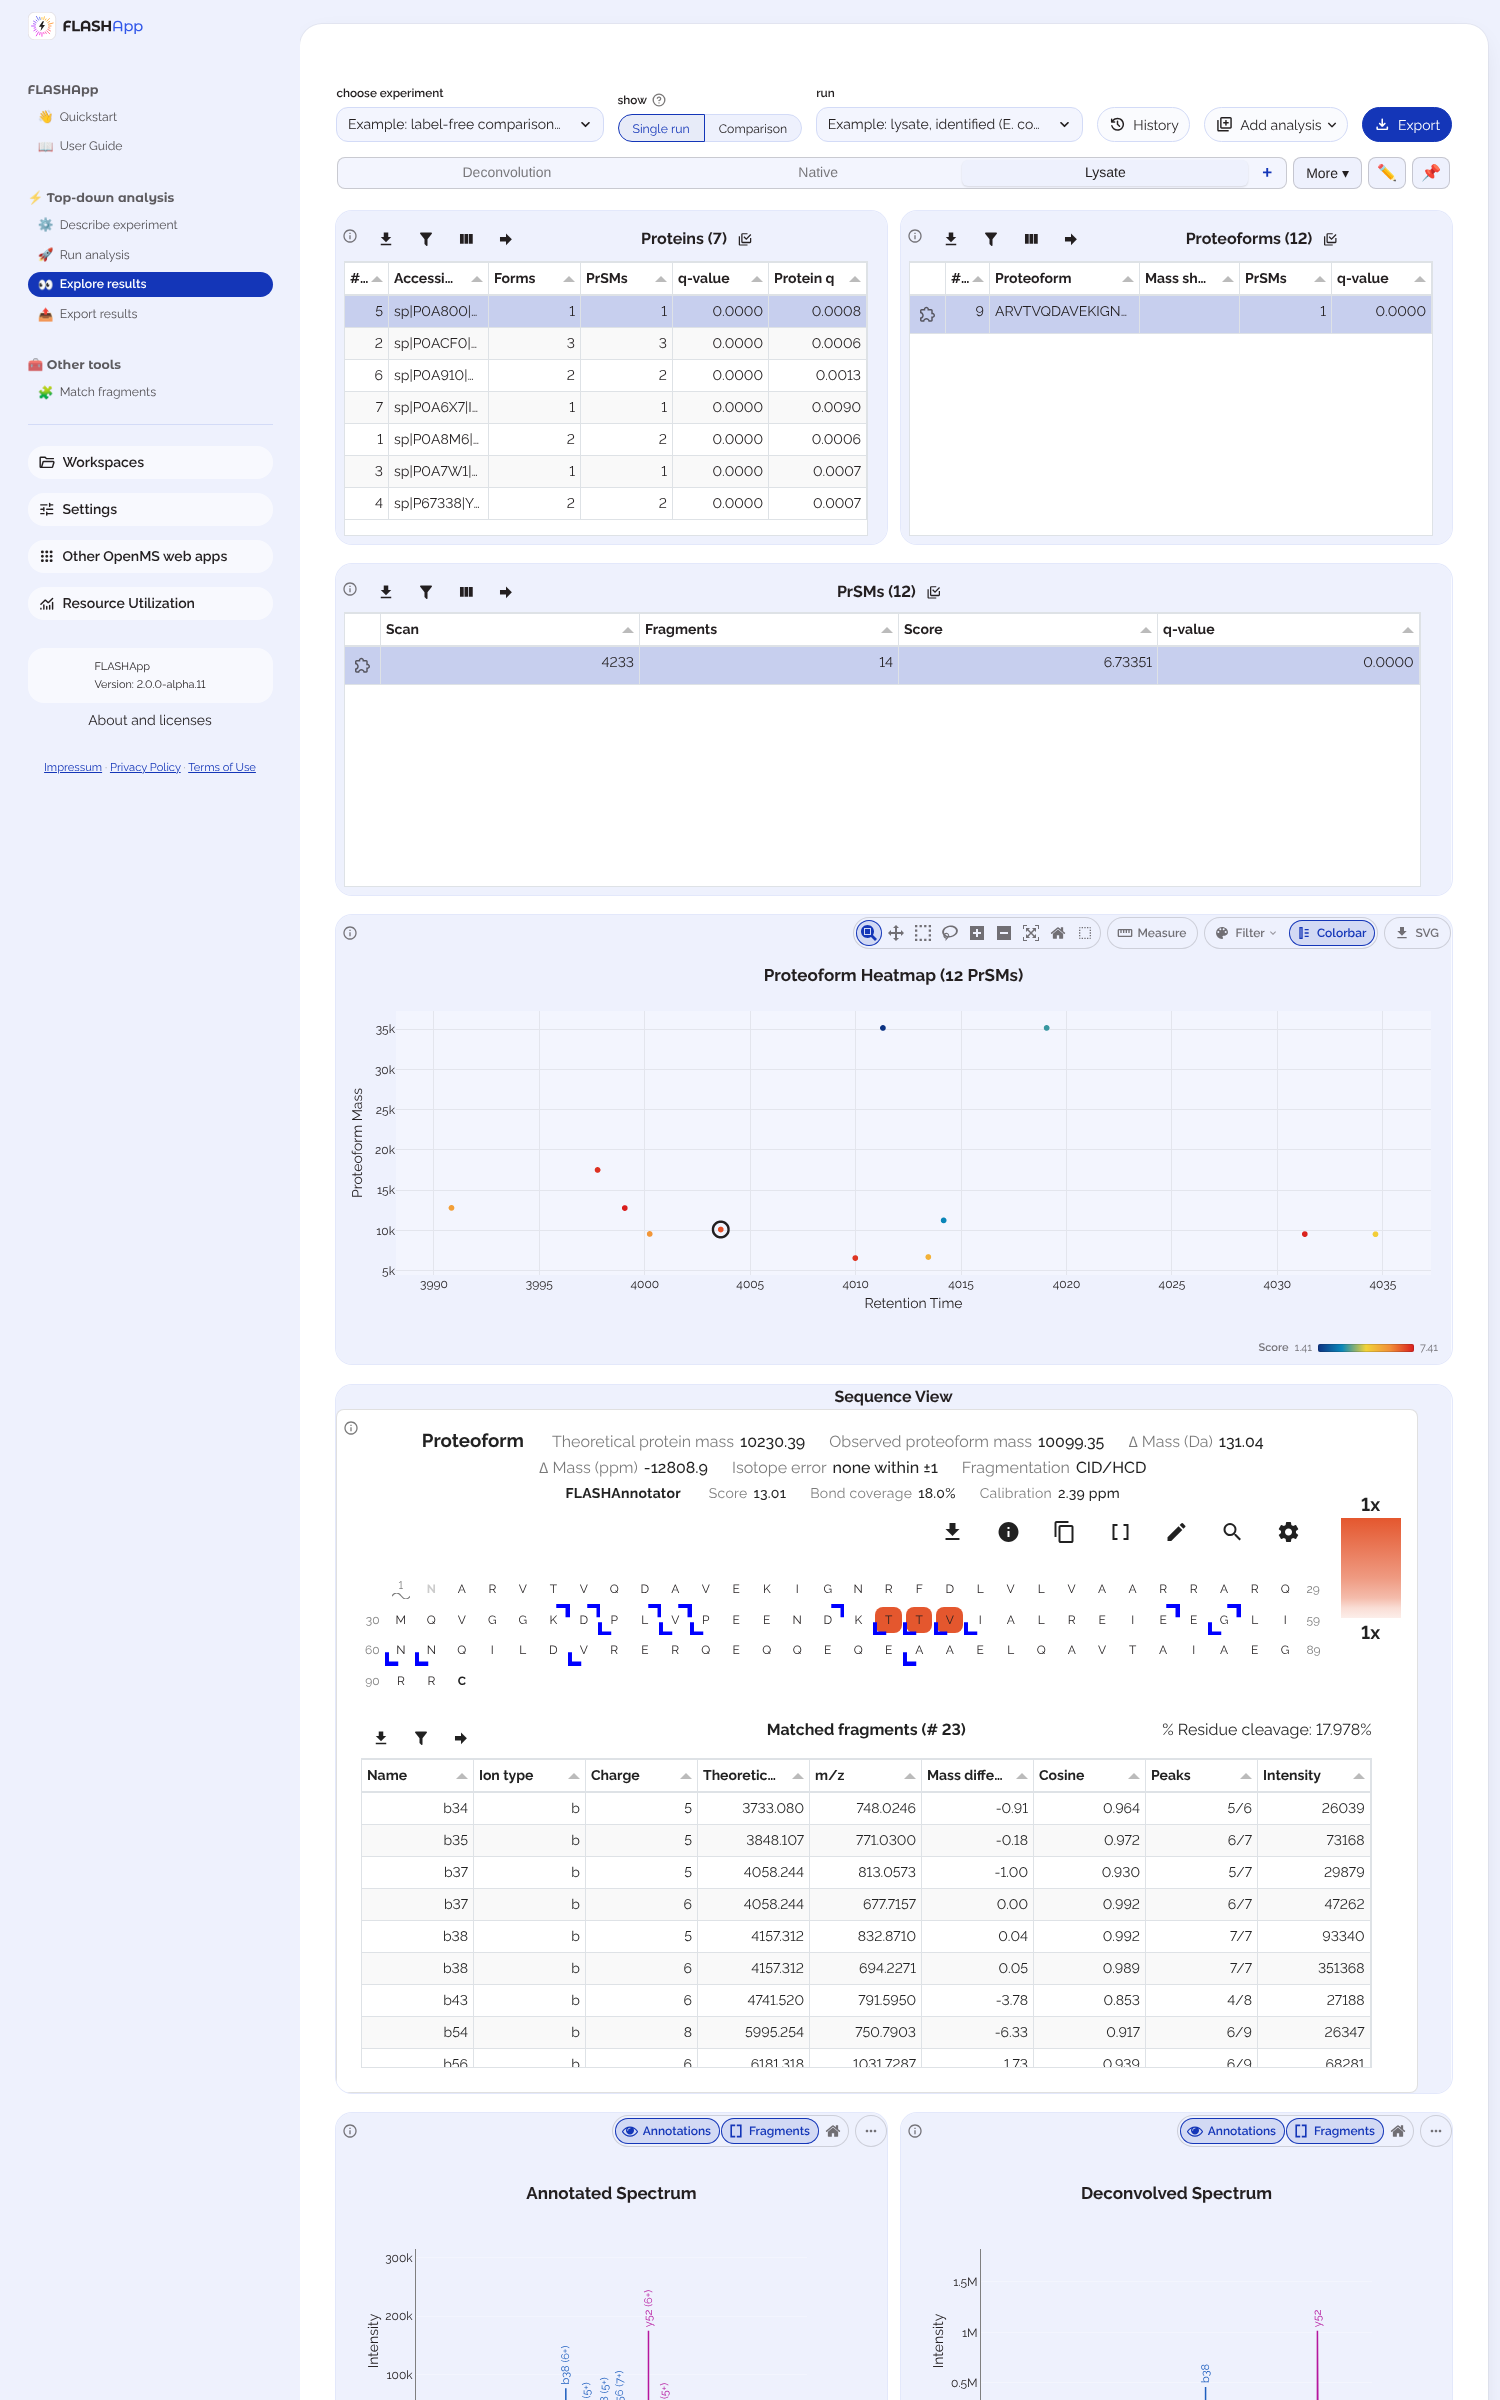 FLASHApp
FLASHApp
Quickstart
User Guide
Top-down analysis
Describe experiment
Run analysis
Explore results
Export results
Other tools
Match fragments
Workspaces
Settings
Other OpenMS web apps
Resource Utilization
FLASHApp
Version: 2.0.0-alpha.11
About and licenses
Impressum · Privacy Policy · Terms of Use
choose experiment
Example: label-free comparison...
show
Single run Comparison
run
Example: lysate, identified (E. co...
History
Add analysis
Export
Deconvolution Native Lysate + More ▾
Proteins (7)
#... Accessi... Forms PrSMs q-value Protein q
5 sp|P0A800|... 1 1 0.0000 0.0008
2 sp|P0ACF0|... 3 3 0.0000 0.0006
6 sp|P0A910|... 2 2 0.0000 0.0013
7 sp|P0A6X7|I... 1 1 0.0000 0.0090
1 sp|P0A8M6|... 2 2 0.0000 0.0006
3 sp|P0A7W1|... 1 1 0.0000 0.0007
4 sp|P67338|Y... 2 2 0.0000 0.0007
Proteoforms (12)
#... Proteoform Mass sh... PrSMs q-value
9 ARVTVQDAVEKIGN... 1 0.0000
PrSMs (12)
Scan Fragments Score q-value
4233 14 6.73351 0.0000
Measure Filter Colorbar SVG
Proteoform Heatmap (12 PrSMs)
Proteoform Mass
35k
30k
25k
20k
15k
10k
5k
3990 3995 4000 4005 4010 4015 4020 4025 4030 4035
Retention Time
Score 1.41 7.41
Sequence View
Proteoform Theoretical protein mass 10230.39 Observed proteoform mass 10099.35 Δ Mass (Da) 131.04
Δ Mass (ppm) -12808.9 Isotope error none within ±1 Fragmentation CID/HCD
FLASHAnnotator Score 13.01 Bond coverage 18.0% Calibration 2.39 ppm
1x
1x
1 N A R V T V Q D A V E K I G N R F D L V L V A A R R A R Q 29
30 M Q V G G K D P L V P E E N D K T T V I A L R E I E E G L I 59
60 N N Q I L D V R E R Q E Q Q E Q E A A E L Q A V T A I A E G 89
90 R R C
Matched fragments (# 23) % Residue cleavage: 17.978%
Name Ion type Charge Theoretic... m/z Mass diffe... Cosine Peaks Intensity
b34 b 5 3733.080 748.0246 -0.91 0.964 5/6 26039
b35 b 5 3848.107 771.0300 -0.18 0.972 6/7 73168
b37 b 5 4058.244 813.0573 -1.00 0.930 5/7 29879
b37 b 6 4058.244 677.7157 0.00 0.992 6/7 47262
b38 b 5 4157.312 832.8710 0.04 0.992 7/7 93340
b38 b 6 4157.312 694.2271 0.05 0.989 7/7 351368
b43 b 6 4741.520 791.5950 -3.78 0.853 4/8 27188
b54 b 8 5995.254 750.7903 -6.33 0.917 6/9 26347
b56 b 6 6181.318 1031.7287 1.73 0.939 6/9 68281
Annotations Fragments
Annotated Spectrum
Intensity
300k
200k
100k
b38 (6+)
y52 (6+)
Annotations Fragments
Deconvolved Spectrum
Intensity
1.5M
1M
0.5M
b38
y52